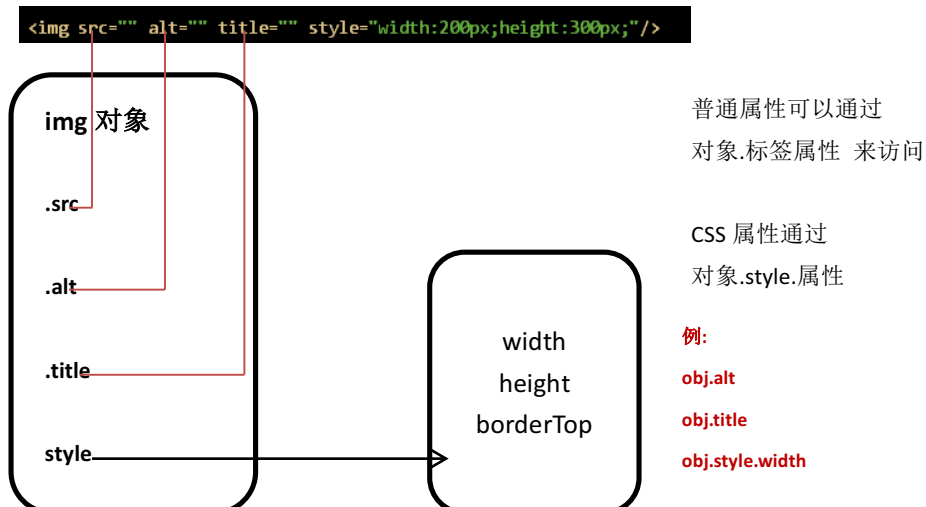 <img src="" alt="" title="" style="width:200px;height:300px;"/>
img 对象
.src
.alt
.title
style
width
height
borderTop
普通属性可以通过
对象.标签属性 来访问
CSS 属性通过
对象.style.属性
例:
obj.alt
obj.title
obj.style.width